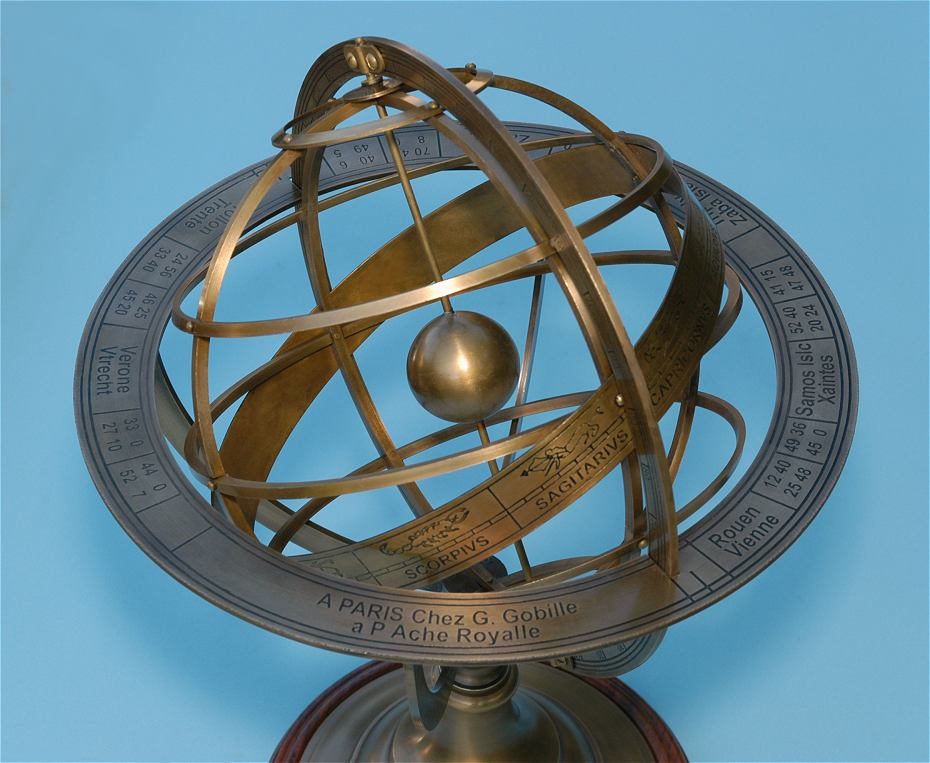 A PARIS Chez G. Gobille
a P Ache Royalle
SCORPIVS
SAGITARIVS
CAPRICORNVS
Rouen
Vienne
12 40
25 48
49 36
45 0
Samos Islc
Xaintes
52 40
20 24
41 15
47 48
Zaba Isle
Trente
24 56
33 40
46 25
45 20
Verone
Vtrecht
33 0
27 10
44 0
52 7
40
6
49 5
70 4
8